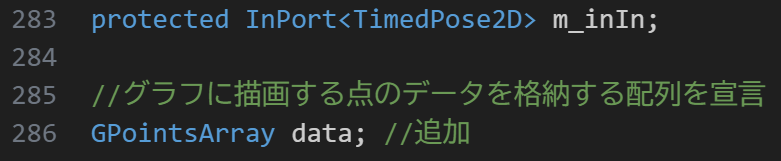 283 protected InPort<TimedPose2D> m_inIn;
284
285 //グラフに描画する点のデータを格納する配列を宣言
286 GPointsArray data; //追加